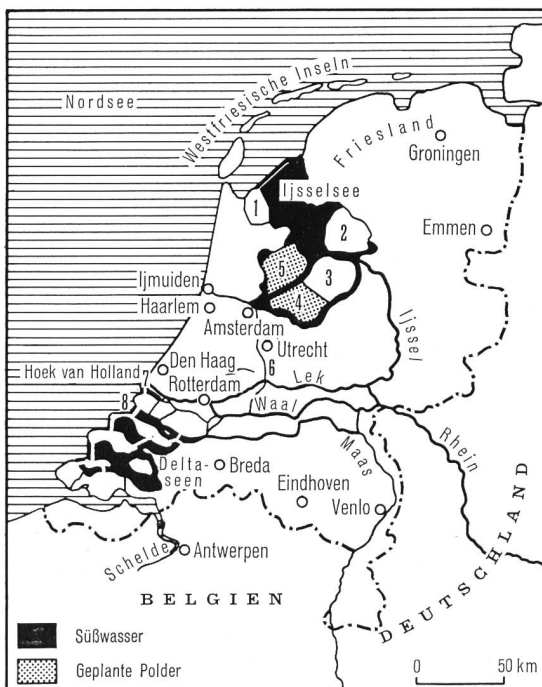 Nordsee
Westfriesische Inseln
Friesland
Groningen
Ijsselsee
1
2
Emmen
5
3
4
Ijmuiden
Haarlem
Amsterdam
Ijssel
Utrecht
Den Haag
6
Hoek van Holland
7
Lek
Rotterdam
8
Waal
Rhein
Maas
Delta-
seen
Breda
Eindhoven
Venlo
Schelde
Antwerpen
DEUTSCHLAND
BELGIEN
Süßwasser
Geplante Polder
0 50 km